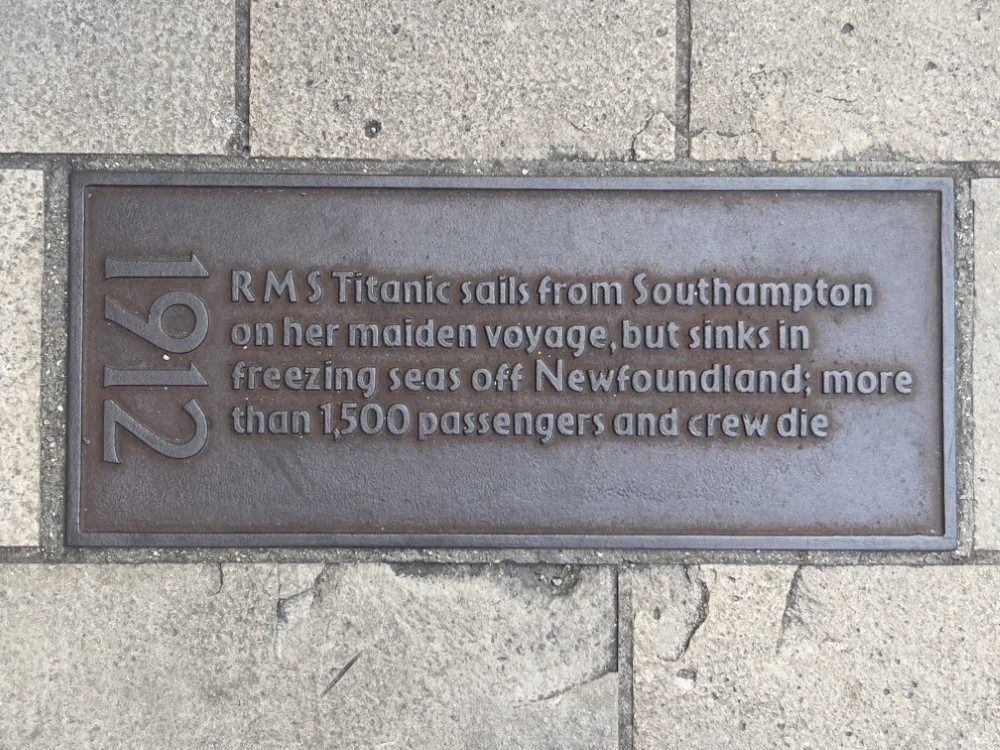 1912
R M S Titanic sails from Southampton
on her maiden voyage, but sinks in
freezing seas off Newfoundland; more
than 1,500 passengers and crew die